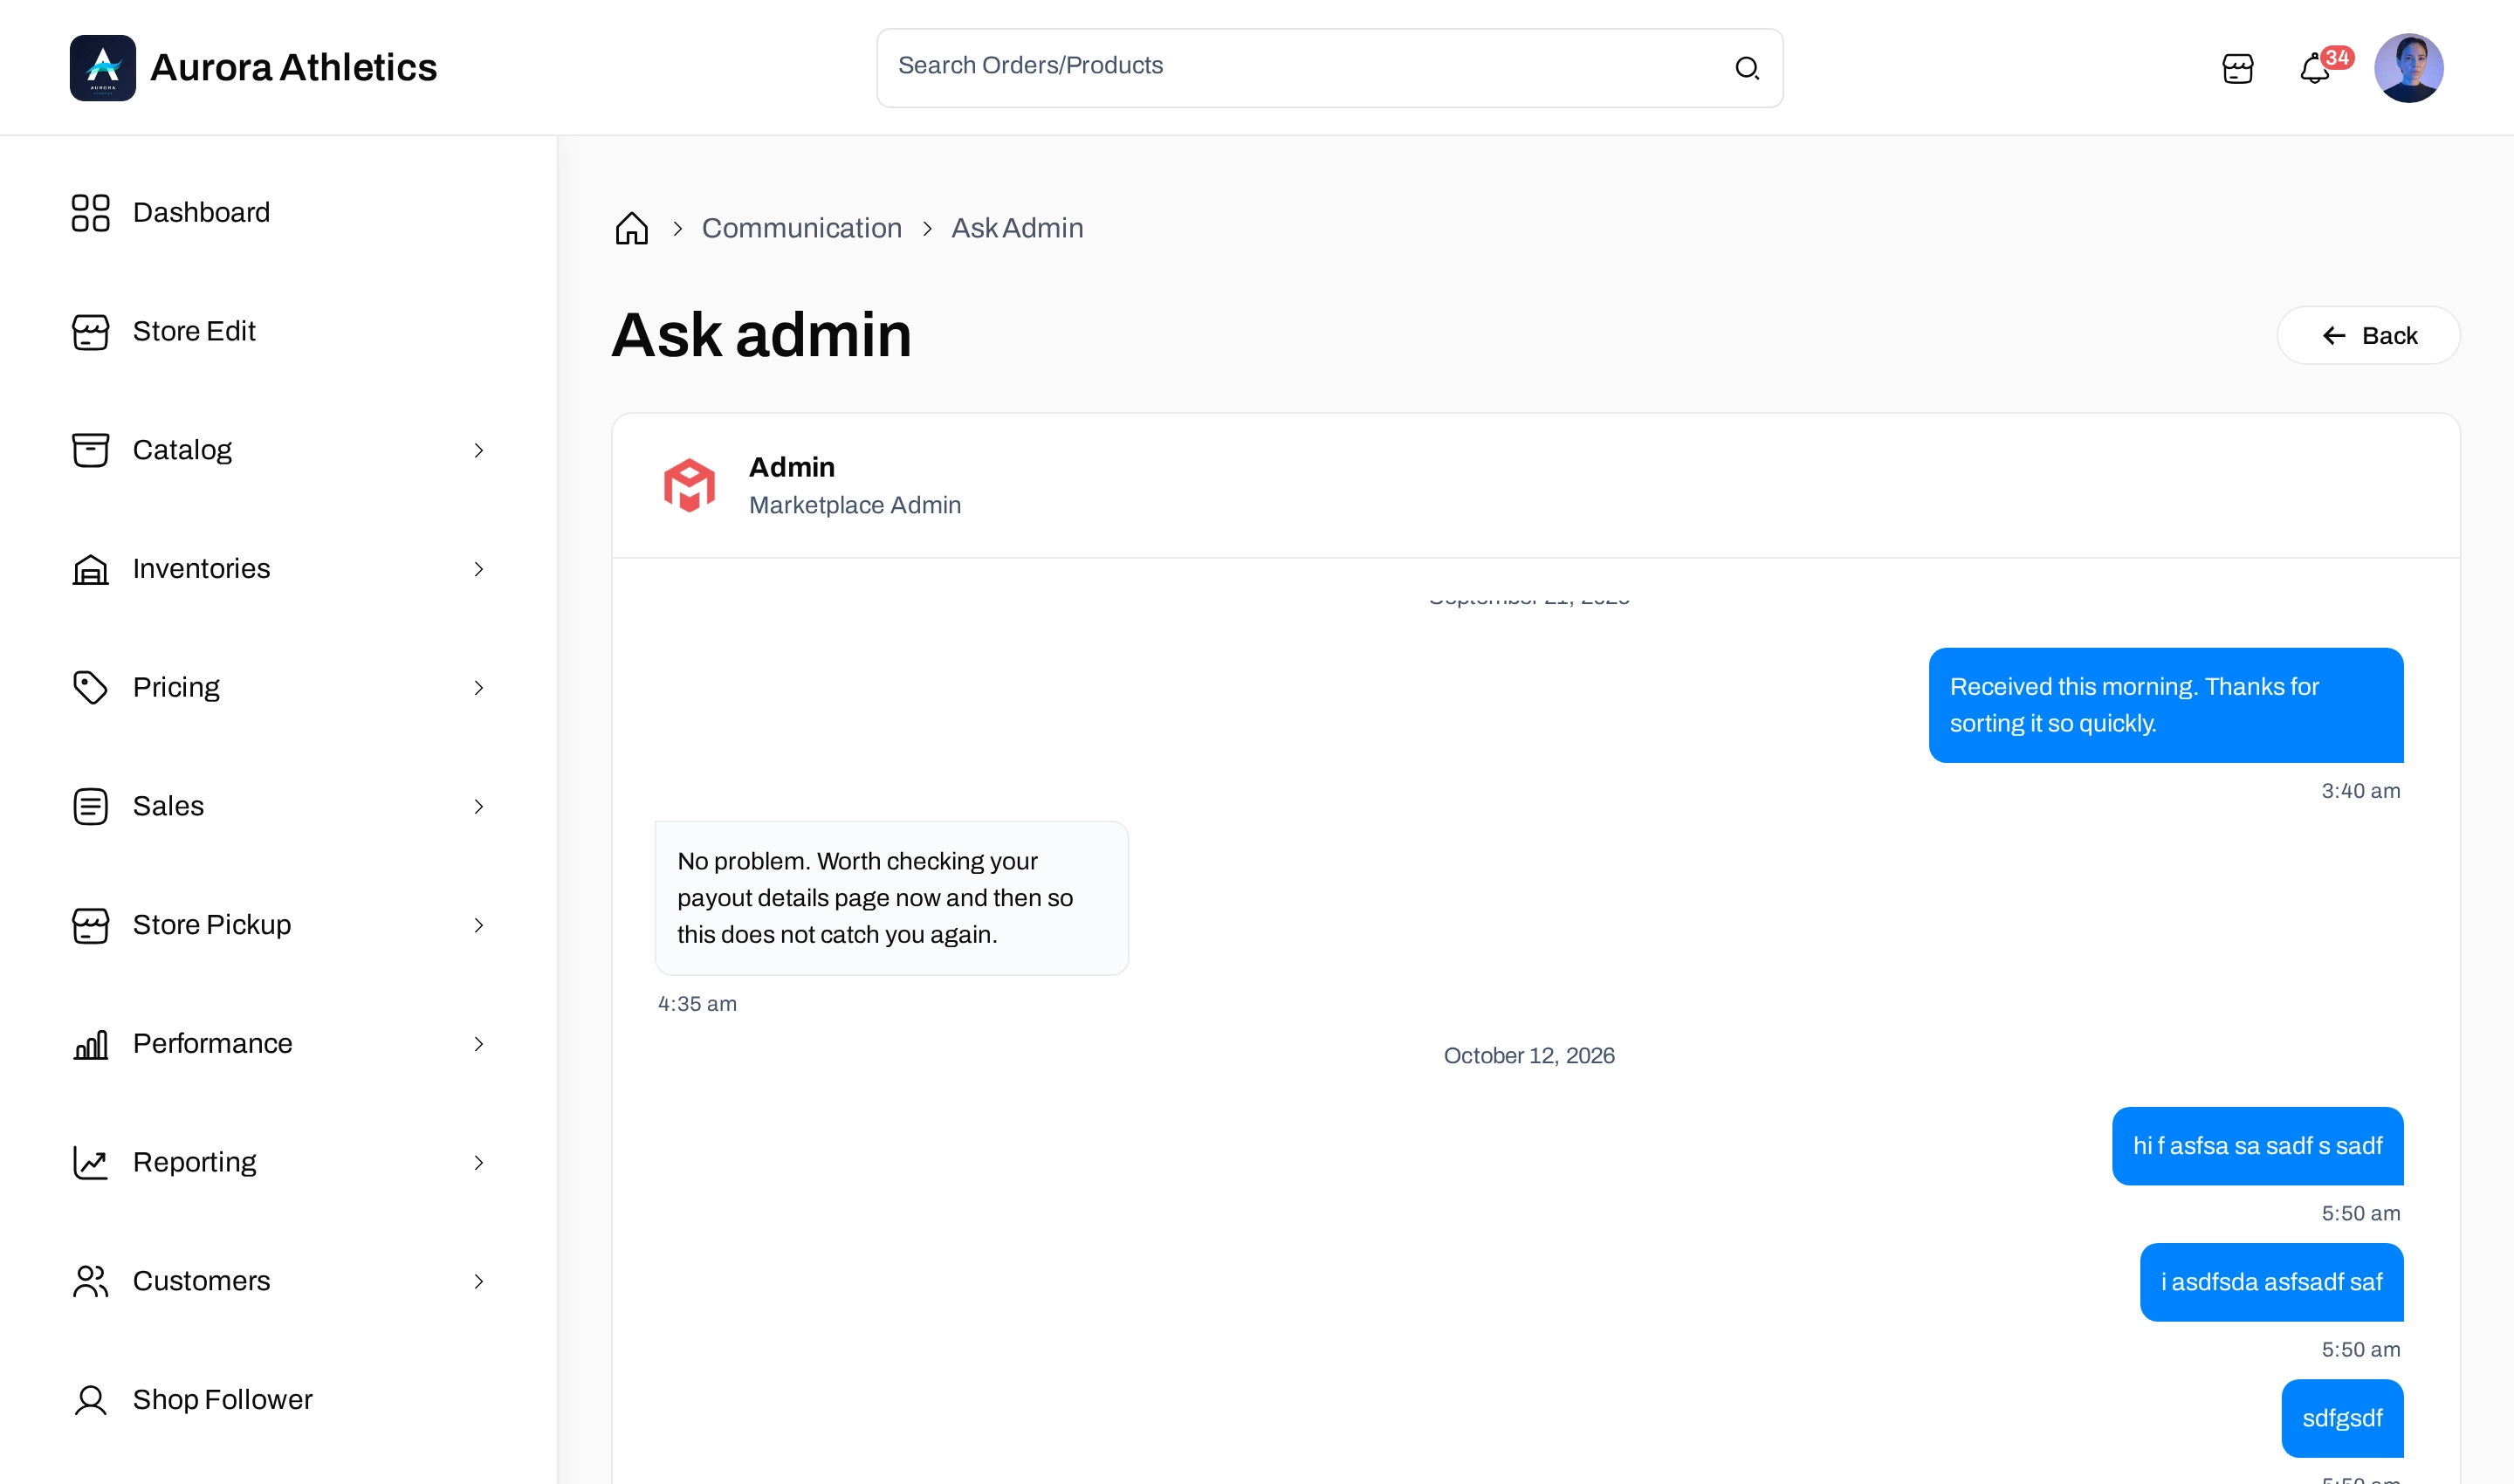 AURORA
Aurora Athletics
Search Orders/Products
34
Dashboard
Store Edit
Catalog
Inventories
Pricing
Sales
Store Pickup
Performance
Reporting
Customers
Shop Follower
Communication
Ask Admin
Ask admin
Back
Admin
Marketplace Admin
Received this morning. Thanks for
sorting it so quickly.
3:40 am
No problem. Worth checking your
payout details page now and then so
this does not catch you again.
4:35 am
October 12, 2026
hi f asfsa sa sadf s sadf
5:50 am
i asdfsda asfsadf saf
5:50 am
sdfgsdf